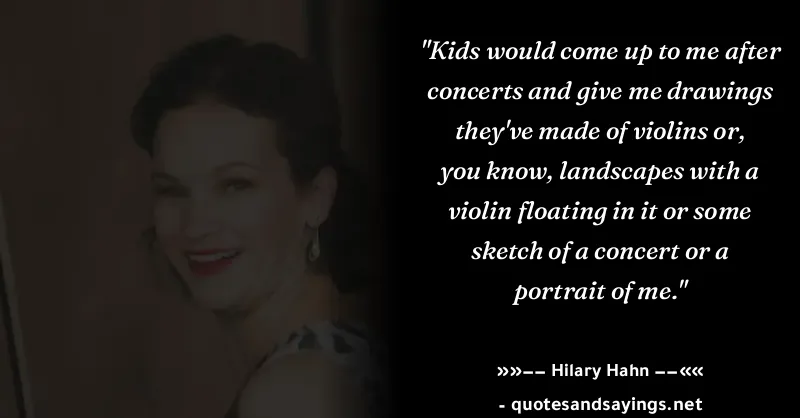 "Kids would come up to me after
concerts and give me drawings
they've made of violins or,
you know, landscapes with a
violin floating in it or some
sketch of a concert or a
portrait of me."
»»−− Hilary Hahn −−««
- quotesandsayings.net